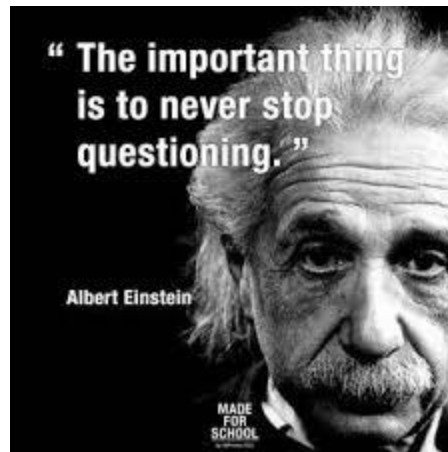 “ The important thing
is to never stop
questioning. ”
Albert Einstein
MADE
FOR
SCHOOL